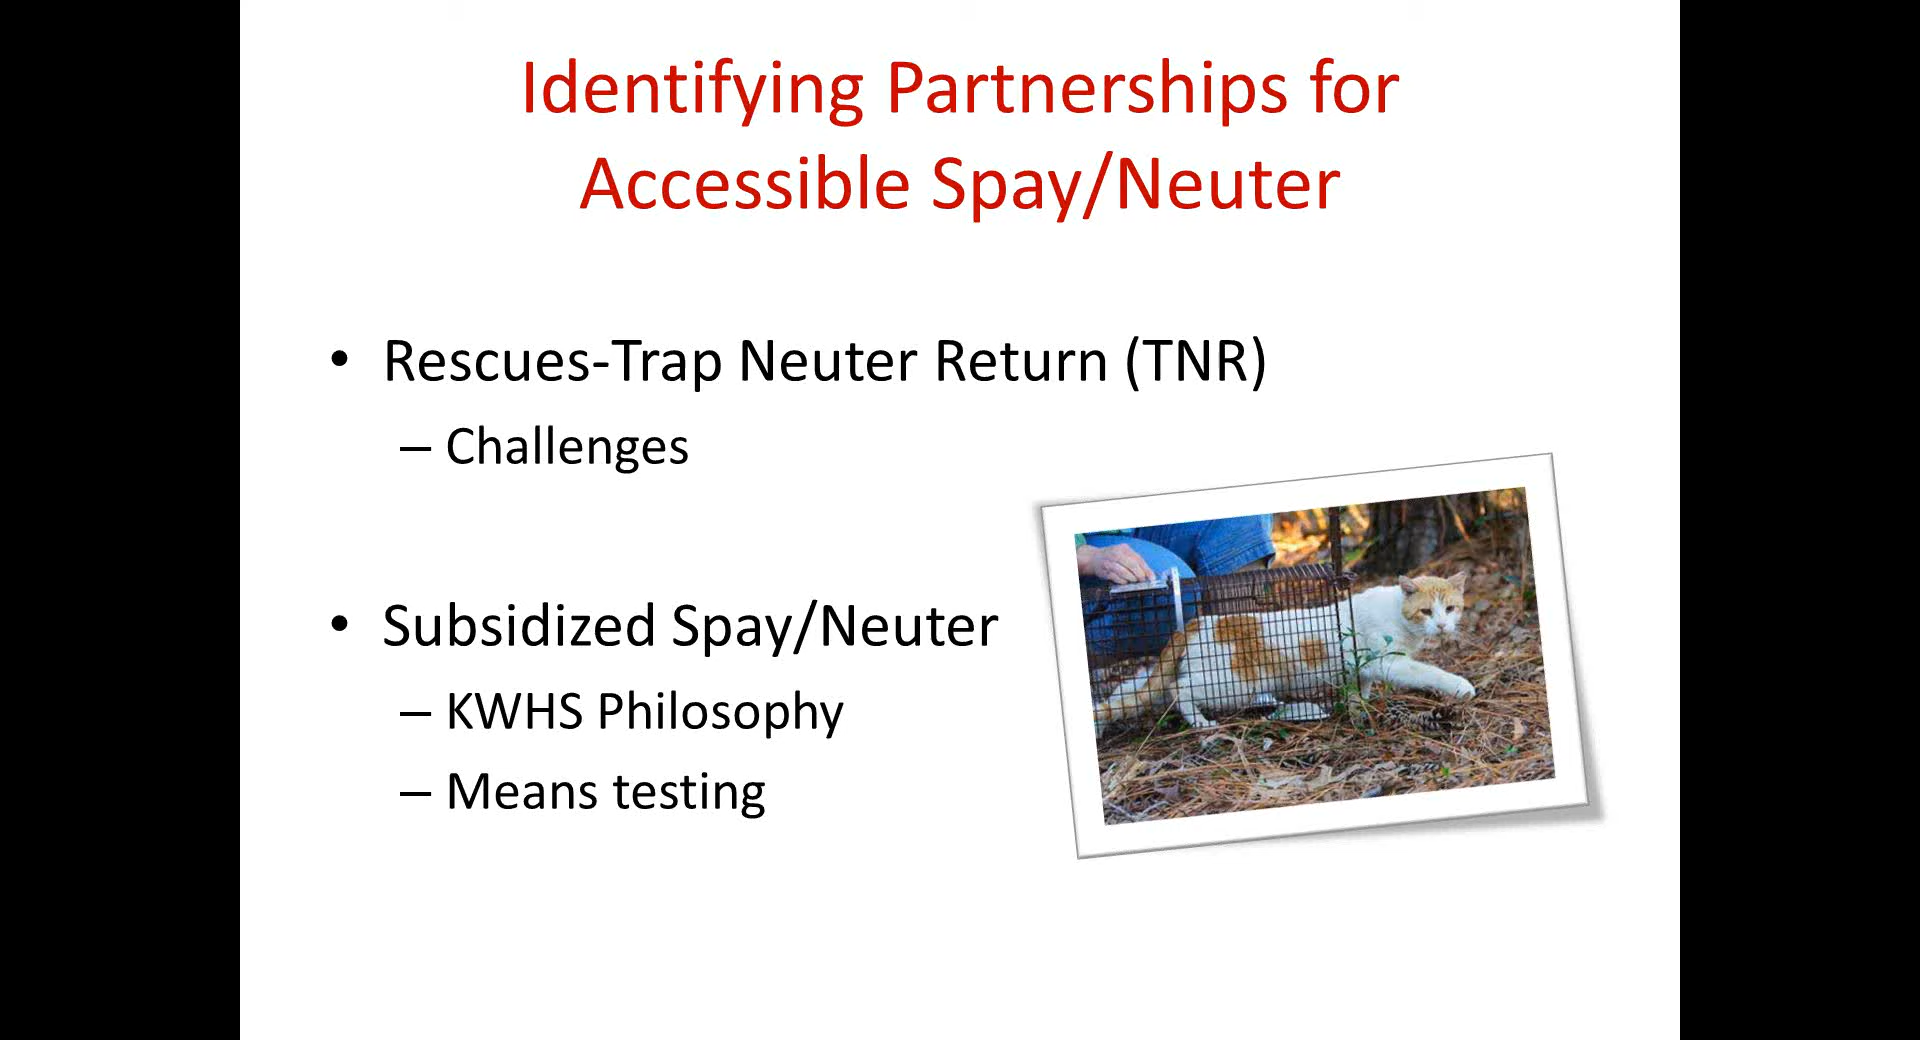 Identifying Partnerships for
Accessible Spay/Neuter
• Rescues-Trap Neuter Return (TNR)
– Challenges
• Subsidized Spay/Neuter
– KWHS Philosophy
– Means testing